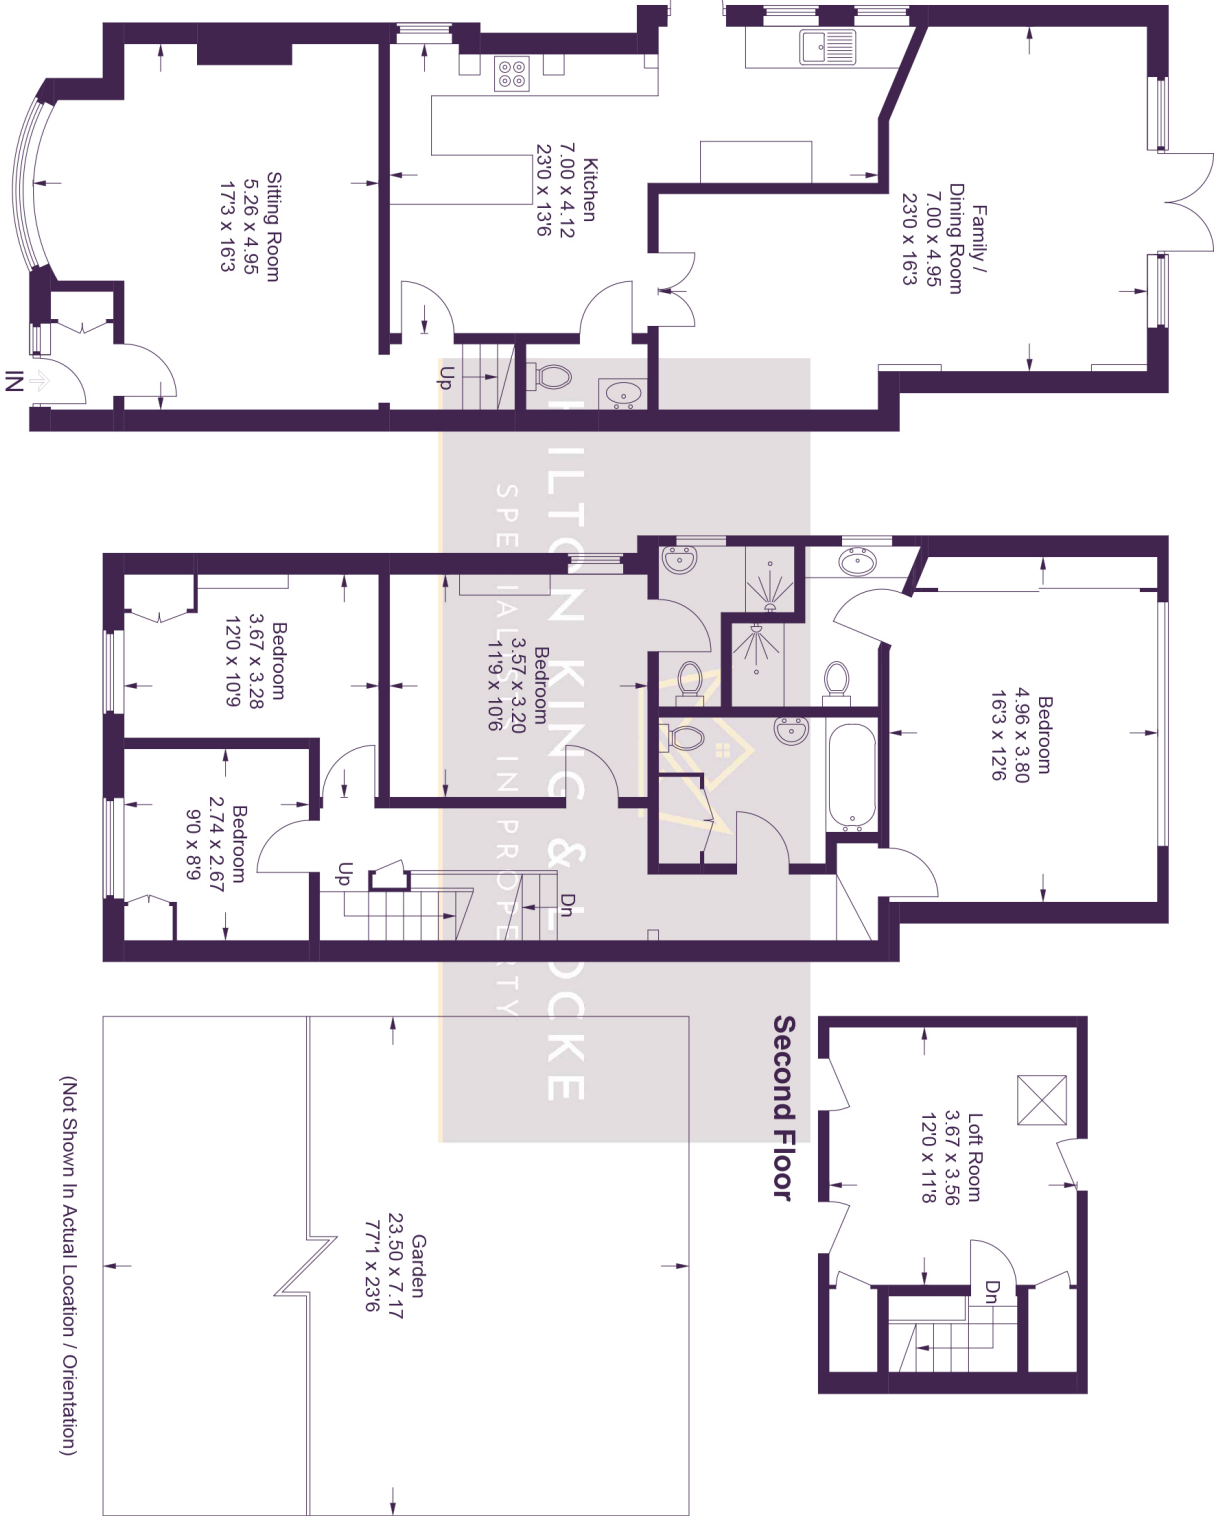 Family /
Dining Room
7.00 x 4.95
23'0 x 16'3
Kitchen
7.00 x 4.12
23'0 x 13'6
Sitting Room
5.26 x 4.95
17'3 x 16'3
Up
IN
Bedroom
4.96 x 3.80
16'3 x 12'6
Bedroom
3.57 x 3.20
11'9 x 10'6
Bedroom
3.67 x 3.28
12'0 x 10'9
Bedroom
2.74 x 2.67
9'0 x 8'9
Dn
Up
Loft Room
3.67 x 3.56
12'0 x 11'8
Dn
Second Floor
HILTON KING & LOCKE
SPECIALIST IN PROPERTY
Garden
23.50 x 7.17
77'1 x 23'6
(Not Shown In Actual Location / Orientation)